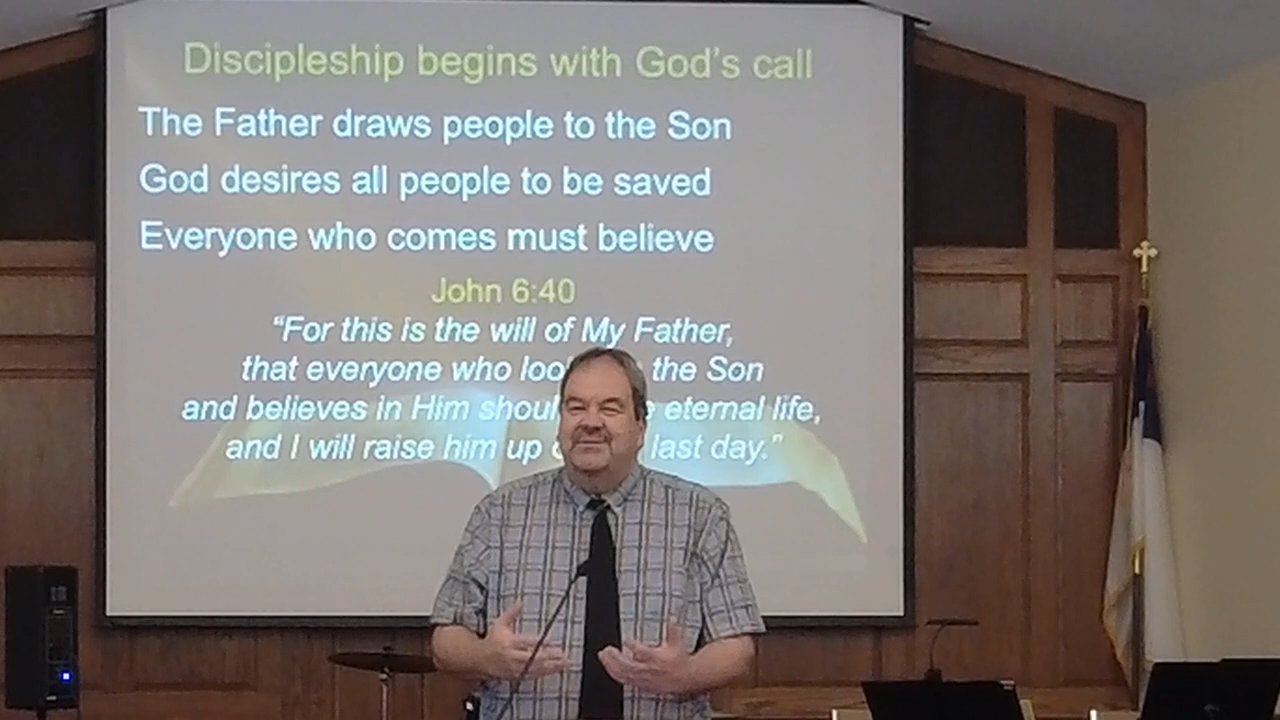 Discipleship begins with God's call
The Father draws people to the Son
God desires all people to be saved
Everyone who comes must believe
John 6:40
“For this is the will of My Father,
that everyone who the Son
and believes in Him eternal life,
and I will raise him up last day.”